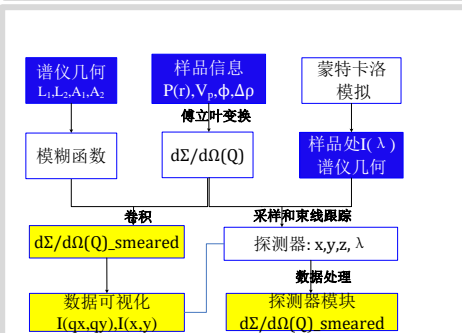 谱仪几何
L₁,L₂,A₁,A₂
样品信息
P(r),Vₚ,ϕ,Δρ
蒙特卡洛
模拟
傅立叶变换
模糊函数
dΣ/dΩ(Q)
样品处I(λ)
谱仪几何
卷积
采样和束线跟踪
dΣ/dΩ(Q)_smeared
探测器: x,y,z, λ
数据处理
数据可视化
I(qx,qy),I(x,y)
探测器模块
dΣ/dΩ(Q)_smeared